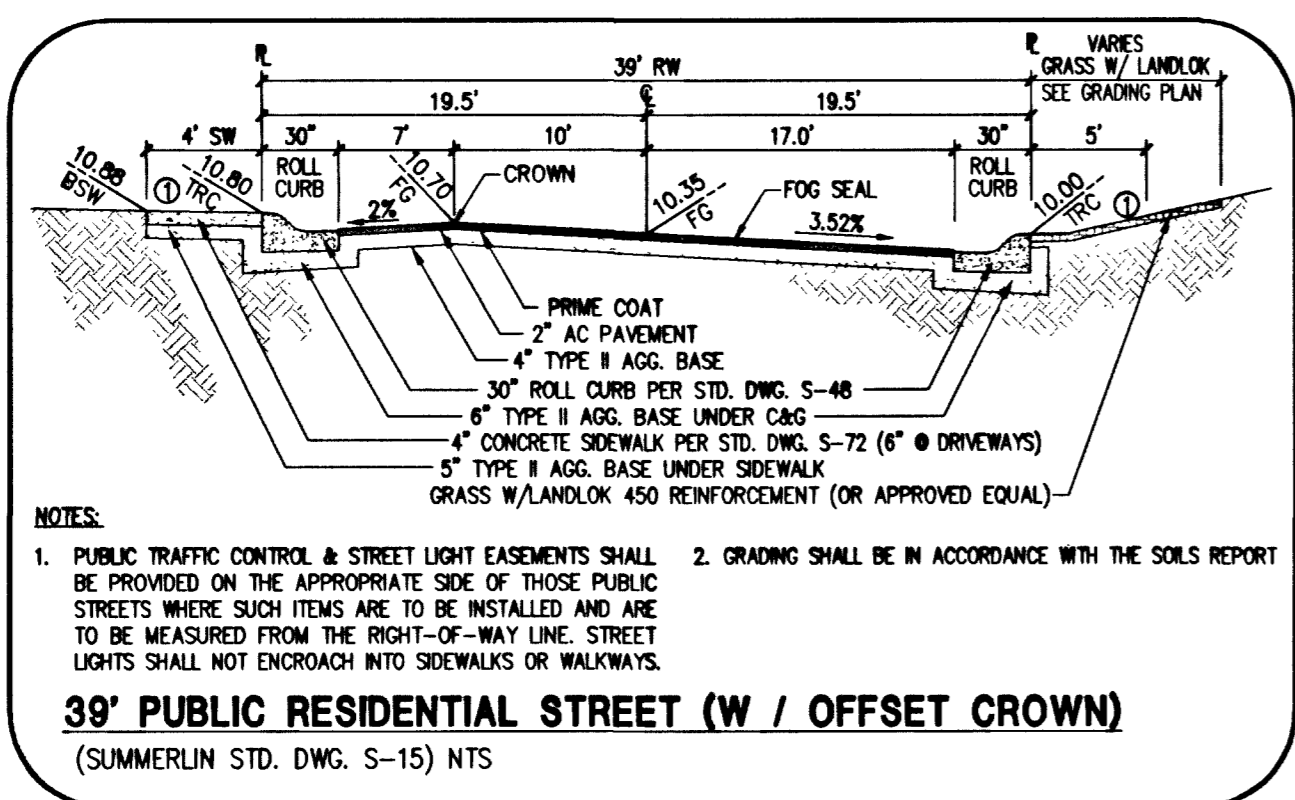 ℄ VARIES
39' RW GRASS W/ LANDLOK
19.5' ℄ 19.5' SEE GRADING PLAN
4' SW 30" 7' 10' 17.0' 30" 5'
ROLL CURB
ROLL CURB
10.88 BSW
①
10.80 TRC
10.70 FG
CROWN
10.35 FG
FOG SEAL
10.00 TRC
①
2%
3.52%
PRIME COAT
2" AC PAVEMENT
4" TYPE II AGG. BASE
30" ROLL CURB PER STD. DWG. S-48
6" TYPE II AGG. BASE UNDER C&G
4" CONCRETE SIDEWALK PER STD. DWG. S-72 (6" @ DRIVEWAYS)
5" TYPE II AGG. BASE UNDER SIDEWALK
GRASS W/LANDLOK 450 REINFORCEMENT (OR APPROVED EQUAL)
NOTES:
1. PUBLIC TRAFFIC CONTROL & STREET LIGHT EASEMENTS SHALL
BE PROVIDED ON THE APPROPRIATE SIDE OF THOSE PUBLIC
STREETS WHERE SUCH ITEMS ARE TO BE INSTALLED AND ARE
TO BE MEASURED FROM THE RIGHT-OF-WAY LINE. STREET
LIGHTS SHALL NOT ENCROACH INTO SIDEWALKS OR WALKWAYS.
2. GRADING SHALL BE IN ACCORDANCE WITH THE SOILS REPORT
39' PUBLIC RESIDENTIAL STREET (W / OFFSET CROWN)
(SUMMERLIN STD. DWG. S-15) NTS